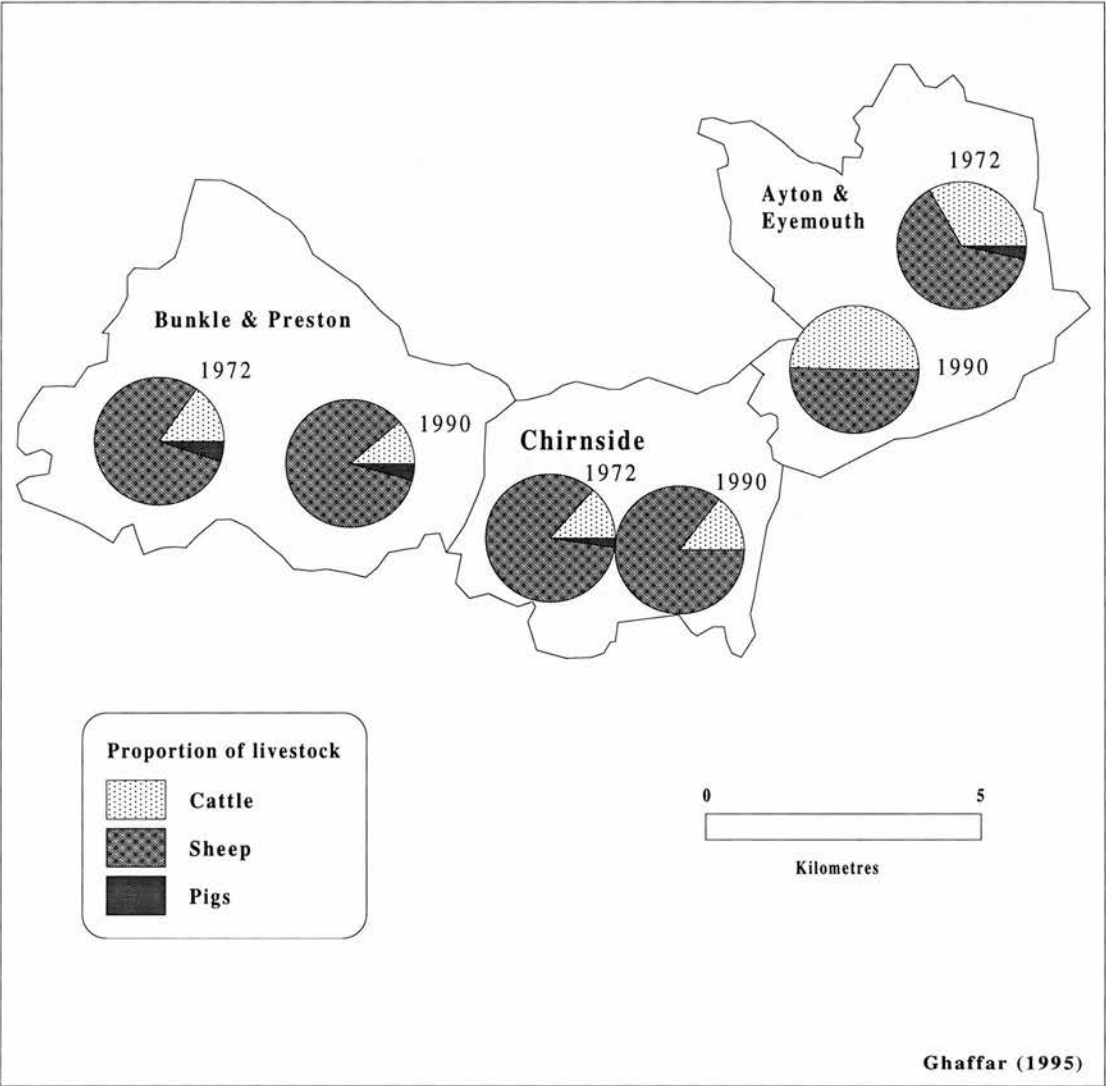 1972
Ayton &
Eyemouth
Bunkle & Preston
1972
1990
1990
Chirnside
1972
1990
Proportion of livestock
Cattle
Sheep
Pigs
0 5
Kilometres
Ghaffar (1995)